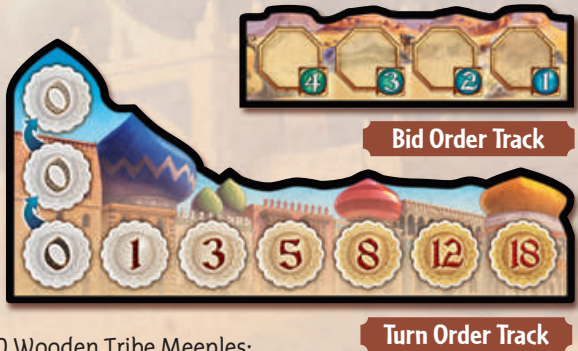 4 3 2 1
Bid Order Track
0
0
0 1 3 5 8 12 18
Turn Order Track
0 Wooden Tribe Meeples: